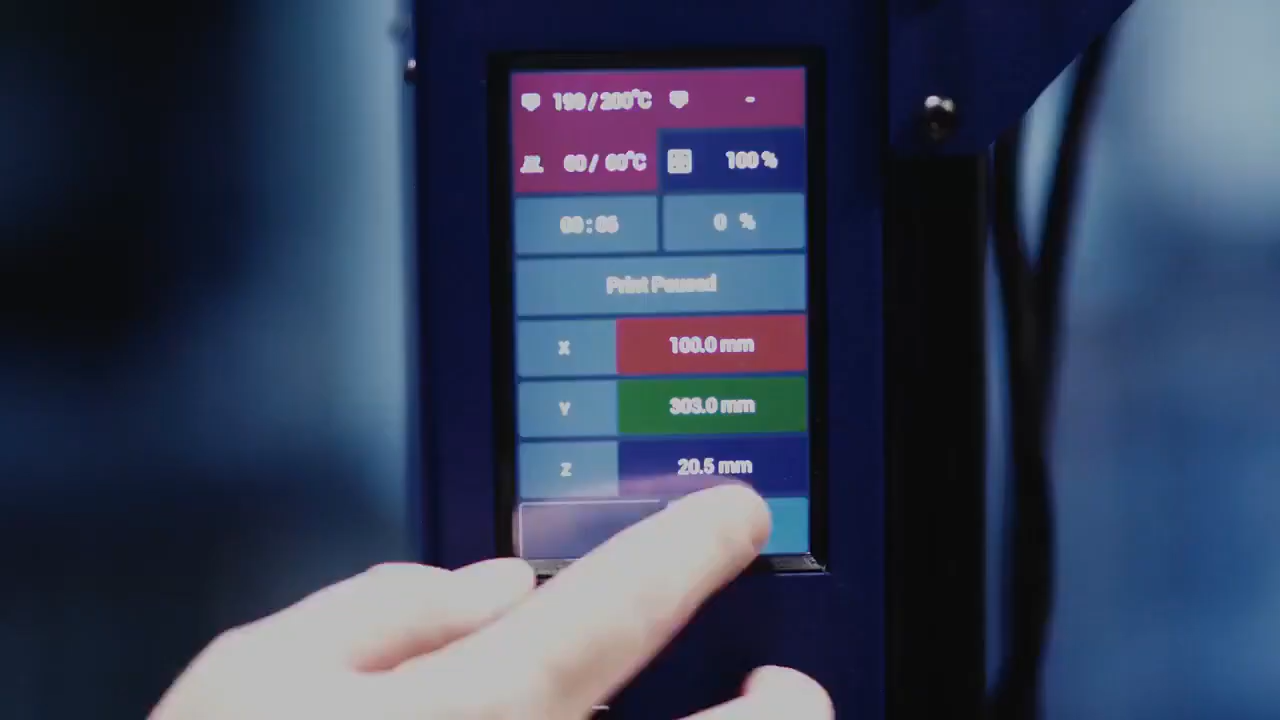 199/200°C -
60/ 60°C 100 %
00:06 0 %
Print Paused
X 100.0 mm
Y 303.0 mm
Z 20.5 mm